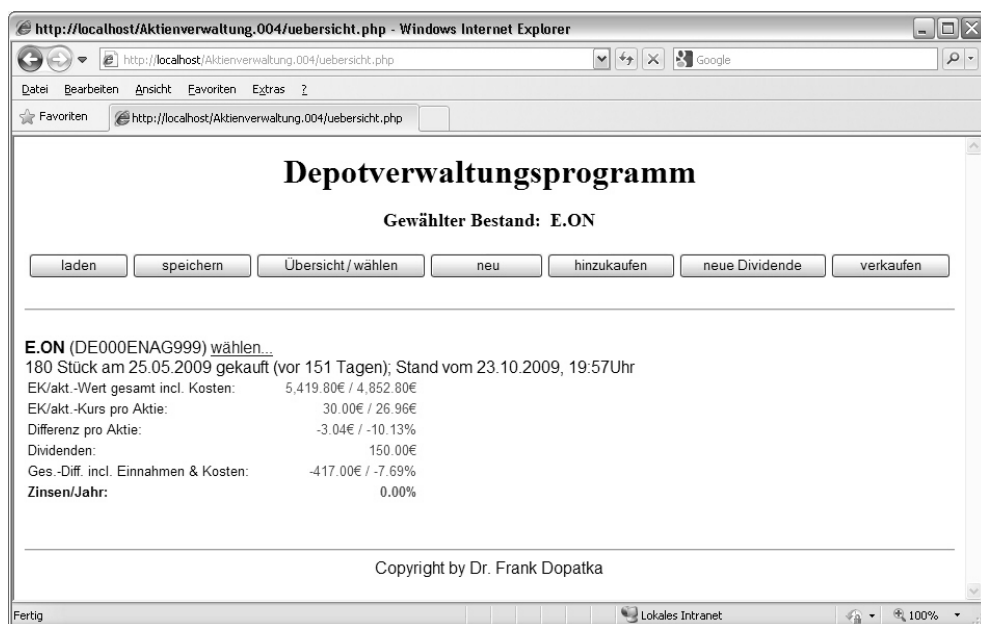 http://localhost/Aktienverwaltung.004/uebersicht.php - Windows Internet Explorer
http://localhost/Aktienverwaltung.004/uebersicht.php
Google
Datei Bearbeiten Ansicht Favoriten Extras ?
Favoriten http://localhost/Aktienverwaltung.004/uebersicht.php
Depotverwaltungsprogramm
Gewählter Bestand: E.ON
laden speichern Übersicht/wählen neu hinzukaufen neue Dividende verkaufen
E.ON (DE000ENAG999) wählen...
180 Stück am 25.05.2009 gekauft (vor 151 Tagen); Stand vom 23.10.2009, 19:57Uhr
EK/akt.-Wert gesamt incl. Kosten: 5,419.80€ / 4,852.80€
EK/akt.-Kurs pro Aktie: 30.00€ / 26.96€
Differenz pro Aktie: -3.04€ / -10.13%
Dividenden: 150.00€
Ges.-Diff. incl. Einnahmen & Kosten: -417.00€ / -7.69%
Zinsen/Jahr: 0.00%
Copyright by Dr. Frank Dopatka
Fertig Lokales Intranet 100%